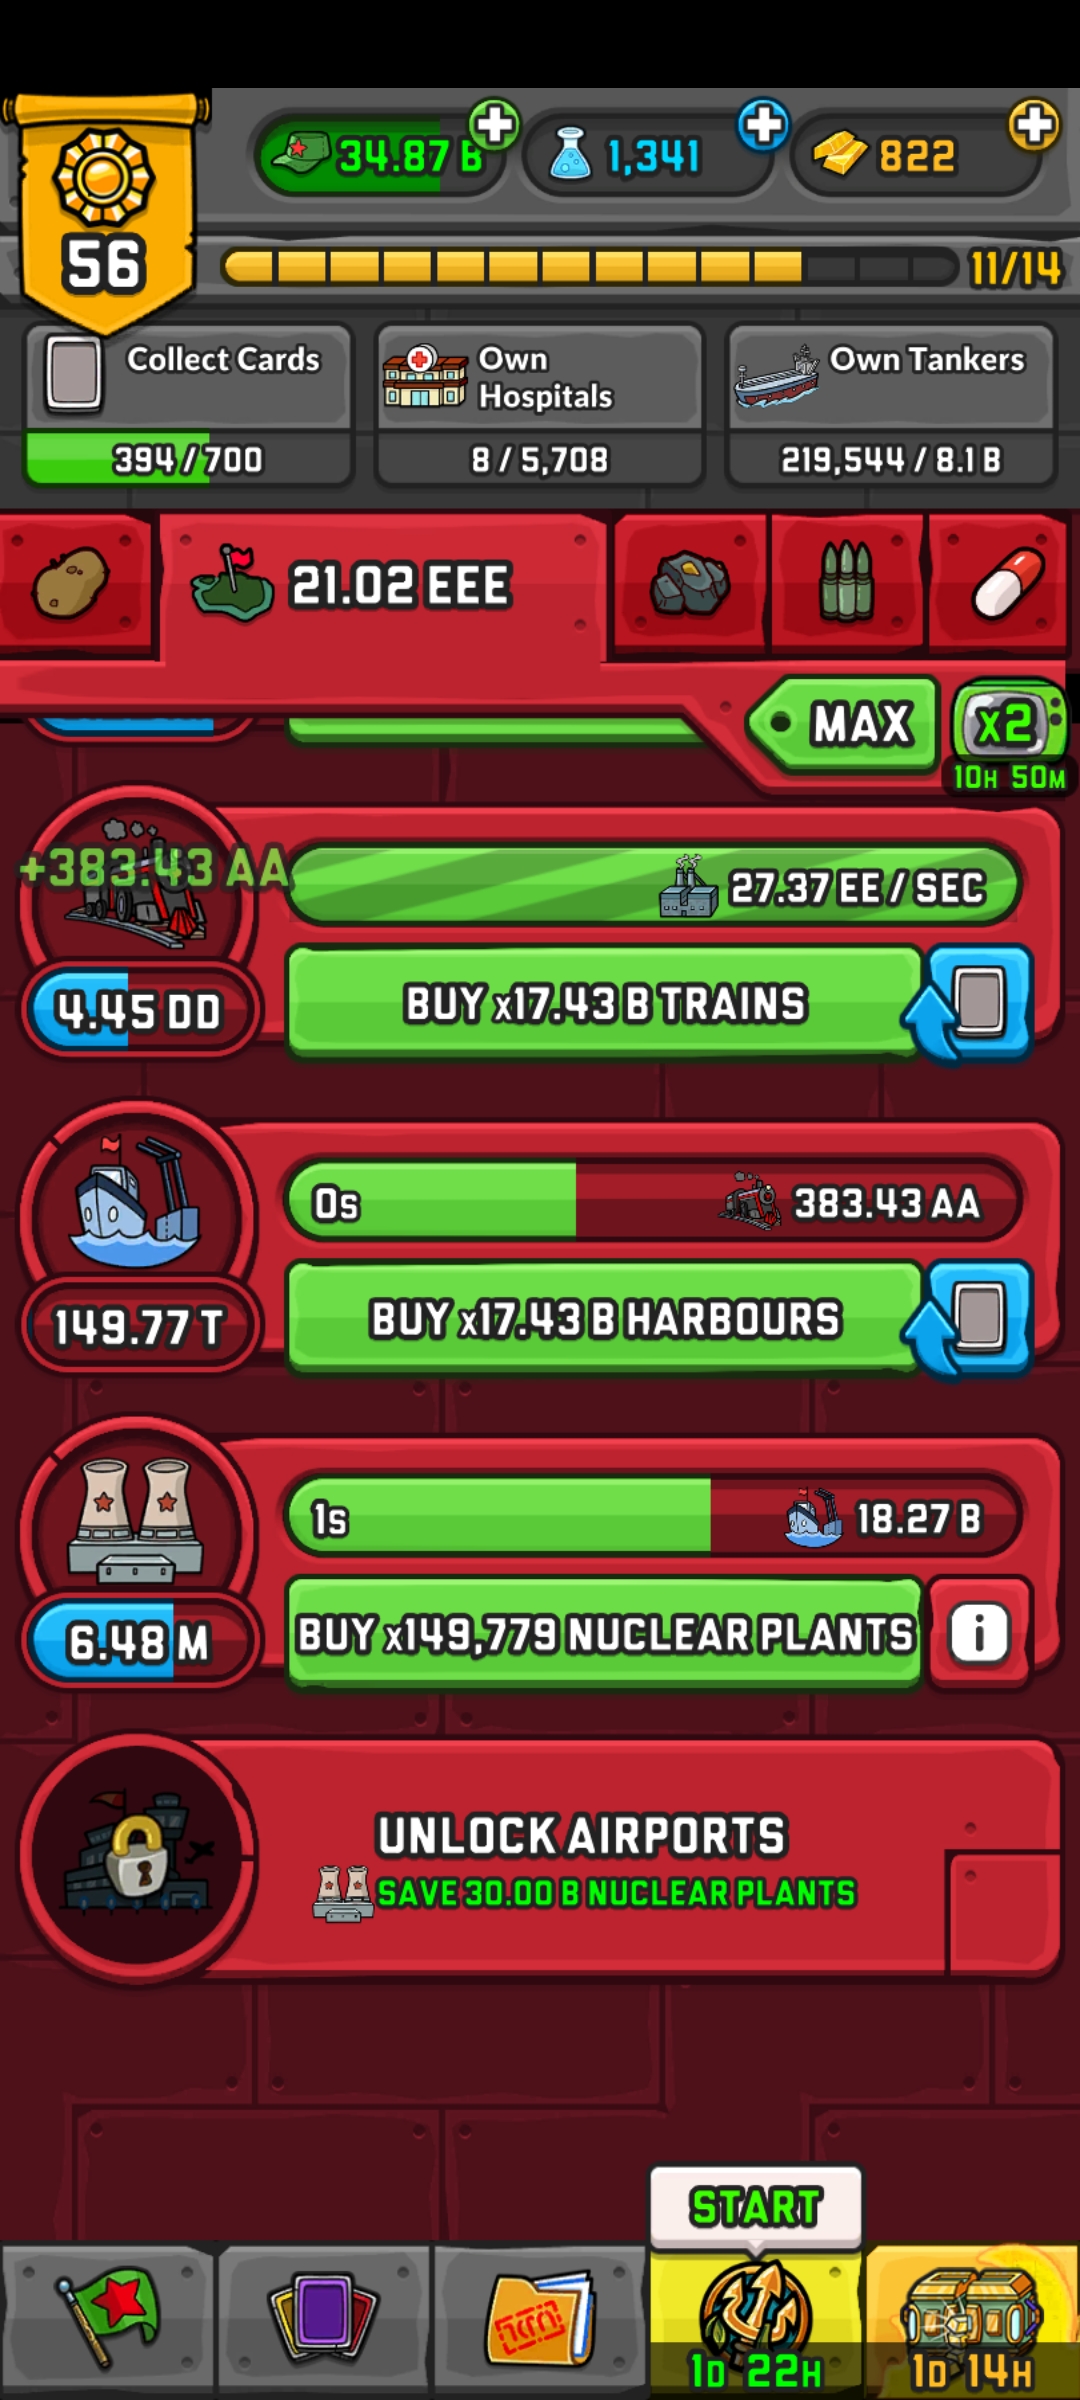 56
34.87 B
1,341
822
11/14
Collect Cards
394/700
Own
Hospitals
8/5,708
Own Tankers
219,544/8.1 B
21.02 EEE
MAX
x2
10H 50M
+383.43 AA
27.37 EE / SEC
4.45 DD
BUY x17.43 B TRAINS
0s
383.43 AA
149.77 T
BUY x17.43 B HARBOURS
1s
18.27 B
6.48 M
BUY x149,779 NUCLEAR PLANTS
i
UNLOCK AIRPORTS
SAVE 30.00 B NUCLEAR PLANTS
START
1D 22H
1D 14H